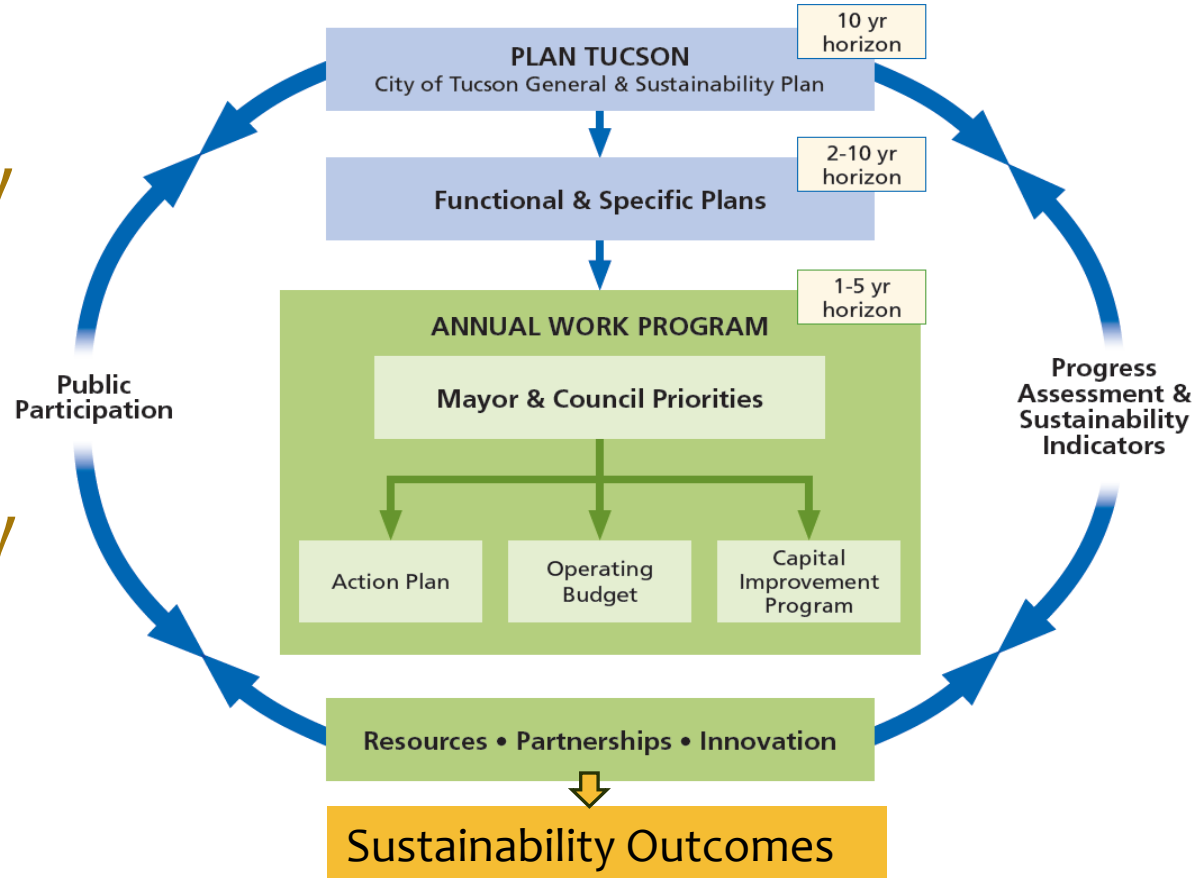 10 yr
horizon
PLAN TUCSON
City of Tucson General & Sustainability Plan
2-10 yr
horizon
Functional & Specific Plans
1-5 yr
horizon
ANNUAL WORK PROGRAM
Mayor & Council Priorities
Public
Participation
Progress
Assessment &
Sustainability
Indicators
Action Plan
Operating
Budget
Capital
Improvement
Program
Resources • Partnerships • Innovation
Sustainability Outcomes